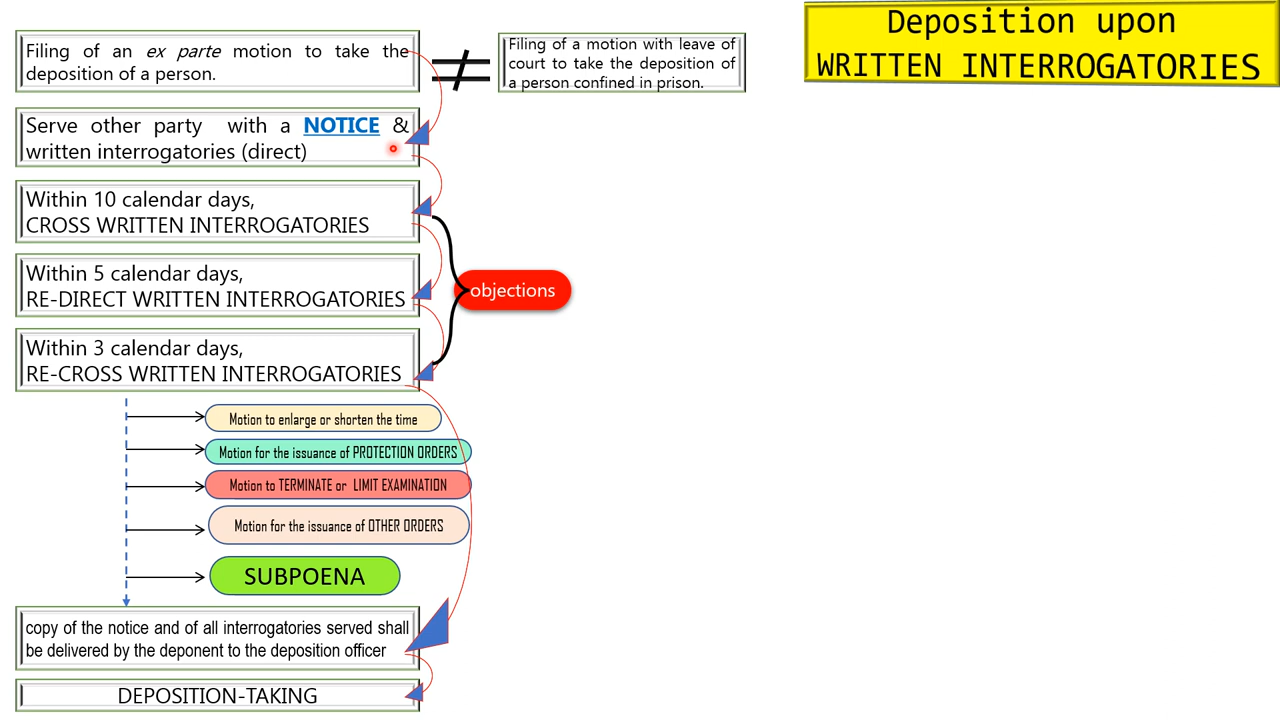 Deposition upon
WRITTEN INTERROGATORIES
Filing of an ex parte motion to take the
deposition of a person.
Filing of a motion with leave of
court to take the deposition of
a person confined in prison.
Serve other party with a NOTICE &
written interrogatories (direct)
Within 10 calendar days,
CROSS WRITTEN INTERROGATORIES
Within 5 calendar days,
RE-DIRECT WRITTEN INTERROGATORIES
objections
Within 3 calendar days,
RE-CROSS WRITTEN INTERROGATORIES
Motion to enlarge or shorten the time
Motion for the issuance of PROTECTION ORDERS
Motion to TERMINATE or LIMIT EXAMINATION
Motion for the issuance of OTHER ORDERS
SUBPOENA
copy of the notice and of all interrogatories served shall
be delivered by the deponent to the deposition officer
DEPOSITION-TAKING